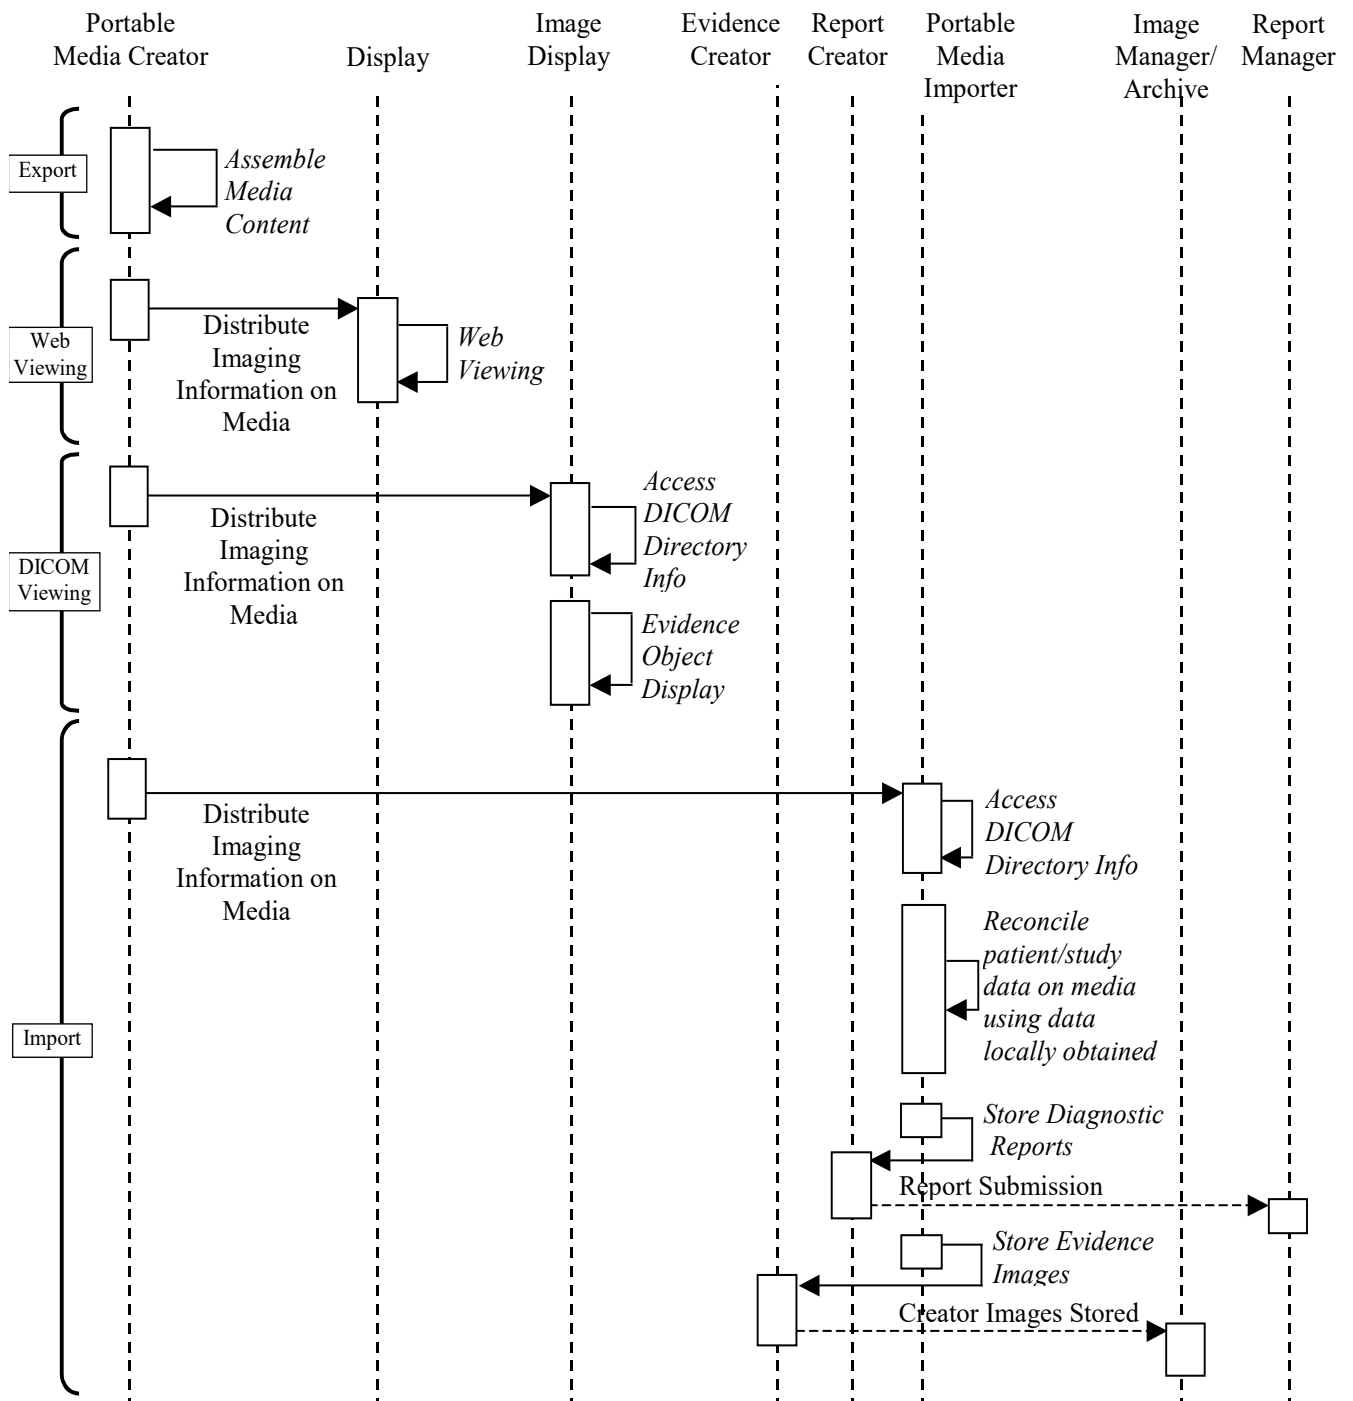 Portable
Media Creator
Display
Image
Display
Evidence
Creator
Report
Creator
Portable
Media
Importer
Image
Manager/
Archive
Report
Manager
Export
Assemble
Media
Content
Web
Viewing
Distribute
Imaging
Information on
Media
Web
Viewing
DICOM
Viewing
Distribute
Imaging
Information on
Media
Access
DICOM
Directory
Info
Evidence
Object
Display
Import
Distribute
Imaging
Information on
Media
Access
DICOM
Directory Info
Reconcile
patient/study
data on media
using data
locally obtained
Store Diagnostic
Reports
Report Submission
Store Evidence
Images
Creator Images Stored